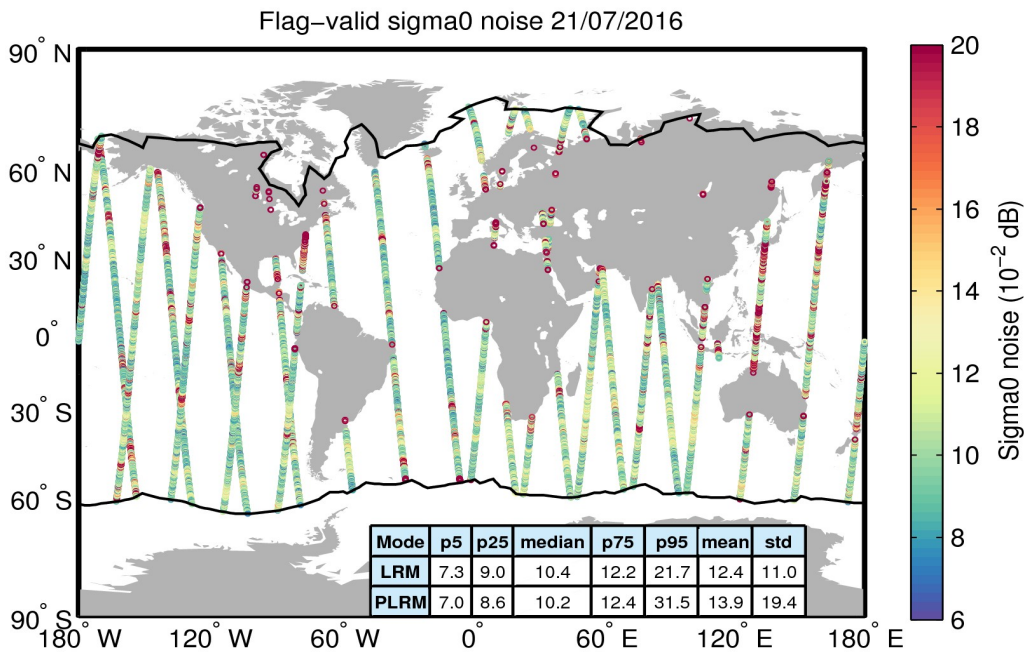 Flag−valid sigma0 noise 21/07/2016
90° N
60° N
30° N
0°
30° S
60° S
90° S
180° W
120° W
60° W
0°
60° E
120° E
180° E
Mode p5 p25 median p75 p95 mean std
LRM 7.3 9.0 10.4 12.2 21.7 12.4 11.0
PLRM 7.0 8.6 10.2 12.4 31.5 13.9 19.4
20
18
16
14
12
10
8
6
Sigma0 noise (10⁻² dB)